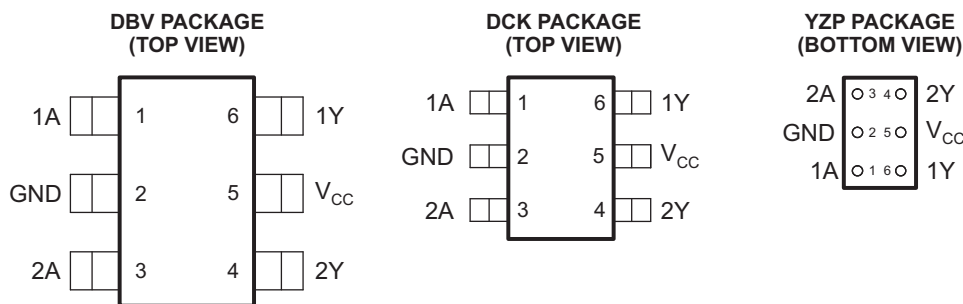 DBV PACKAGE
(TOP VIEW)
1A 1 6 1Y
GND 2 5 VCC
2A 3 4 2Y
DCK PACKAGE
(TOP VIEW)
1A 1 6 1Y
GND 2 5 VCC
2A 3 4 2Y
YZP PACKAGE
(BOTTOM VIEW)
2A 3 4 2Y
GND 2 5 VCC
1A 1 6 1Y